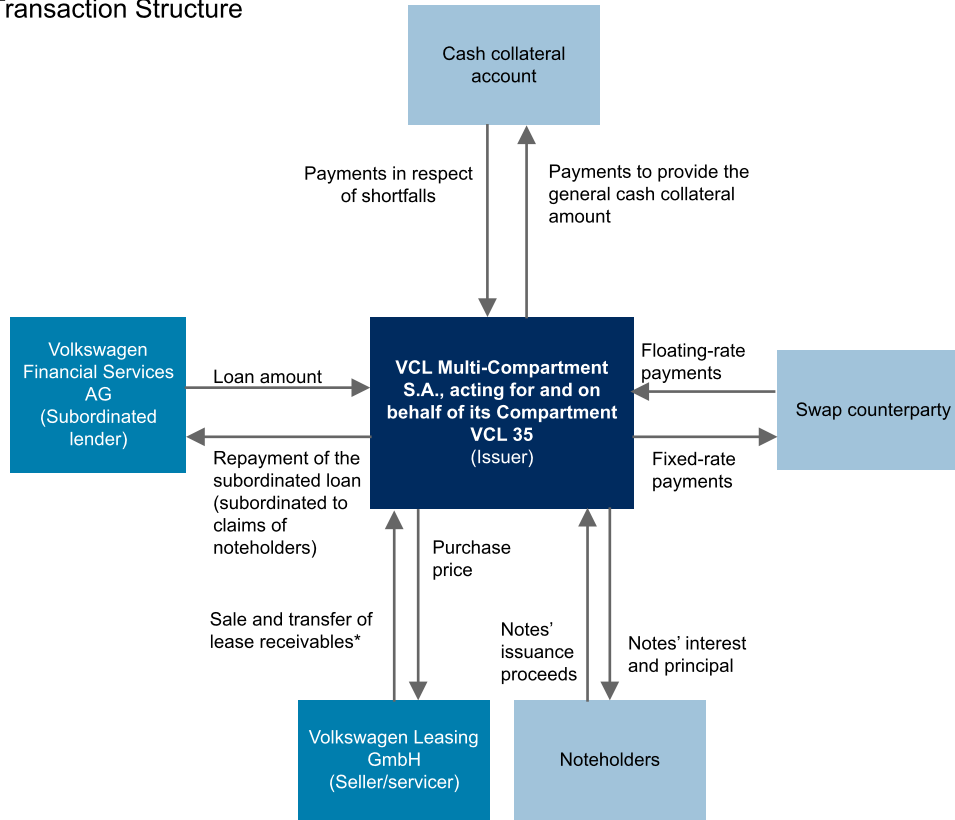 Transaction Structure
Cash collateral
account
Payments in respect
of shortfalls
Payments to provide the
general cash collateral
amount
Volkswagen
Financial Services
AG
(Subordinated
lender)
Loan amount
Repayment of the
subordinated loan
(subordinated to
claims of
noteholders)
VCL Multi-Compartment
S.A., acting for and on
behalf of its Compartment
VCL 35
(Issuer)
Floating-rate
payments
Fixed-rate
payments
Swap counterparty
Purchase
price
Sale and transfer of
lease receivables*
Notes’
issuance
proceeds
Notes’ interest
and principal
Volkswagen Leasing
GmbH
(Seller/servicer)
Noteholders